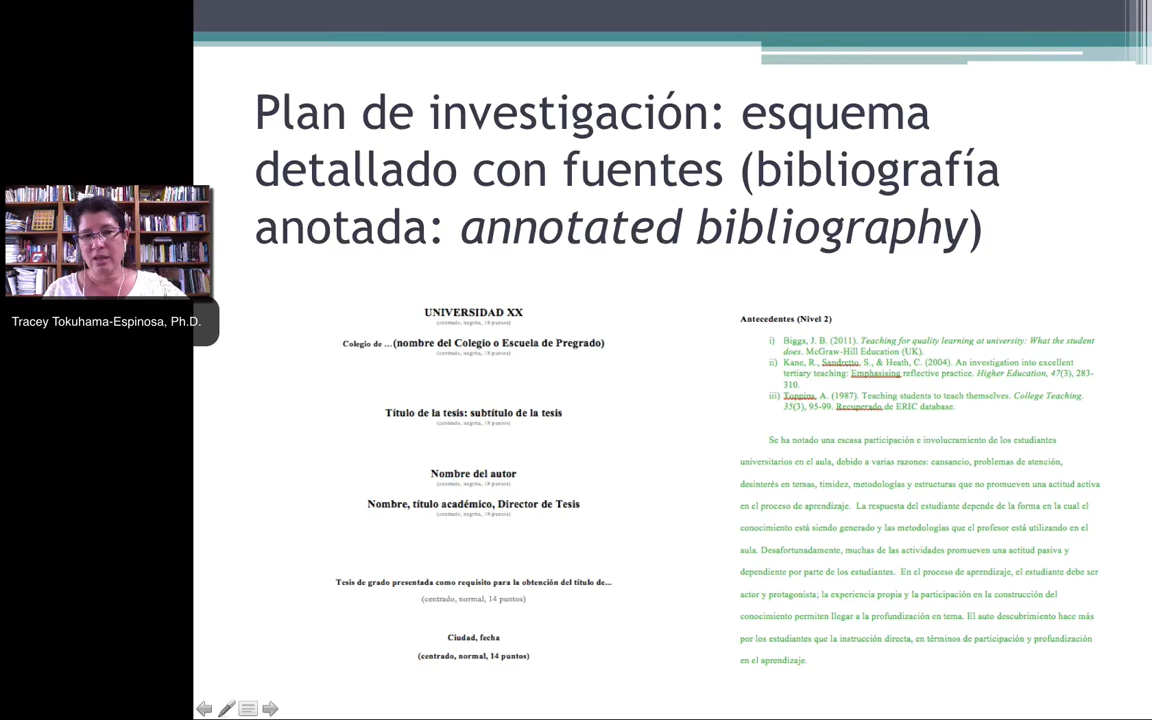 Plan de investigación: esquema
detallado con fuentes (bibliografía
anotada: annotated bibliography)
Tracey Tokuhama-Espinosa, Ph.D.
UNIVERSIDAD XX
(centrado, negrita, 18 puntos)
Colegio de ... (nombre del Colegio o Escuela de Pregrado)
(centrado, negrita, 18 puntos)
Título de la tesis: subtítulo de la tesis
(centrado, negrita, 18 puntos)
Nombre del autor
(centrado, negrita, 18 puntos)
Nombre, título académico, Director de Tesis
(centrado, negrita, 18 puntos)
Tesis de grado presentada como requisito para la obtención del título de...
(centrado, normal, 14 puntos)
Ciudad, fecha
(centrado, normal, 14 puntos)
Antecedentes (Nivel 2)
i) Biggs, J. B. (2011). Teaching for quality learning at university: What the student
does. McGraw-Hill Education (UK).
ii) Kane, R., Sandretto, S., & Heath, C. (2004). An investigation into excellent
tertiary teaching: Emphasising reflective practice. Higher Education, 47(3), 283-
310.
iii) Toppins, A. (1987). Teaching students to teach themselves. College Teaching.
35(3), 95-99. Recuperado de ERIC database.
Se ha notado una escasa participación e involucramiento de los estudiantes
universitarios en el aula, debido a varias razones: cansancio, problemas de atención,
desinterés en temas, timidez, metodologías y estructuras que no promueven una actitud activa
en el proceso de aprendizaje. La respuesta del estudiante depende de la forma en la cual el
conocimiento está siendo generado y las metodologías que el profesor está utilizando en el
aula. Desafortunadamente, muchas de las actividades promueven una actitud pasiva y
dependiente por parte de los estudiantes. En el proceso de aprendizaje, el estudiante debe ser
actor y protagonista; la experiencia propia y la participación en la construcción del
conocimiento permiten llegar a la profundización en tema. El auto descubrimiento hace más
por los estudiantes que la instrucción directa, en términos de participación y profundización
en el aprendizaje.